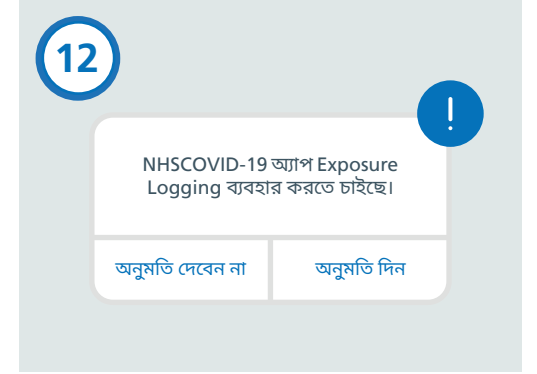 12
!
NHSCOVID-19 অ্যাপ Exposure
Logging ব্যবহার করতে চাইছে।
অনুমতি দেবেন না
অনুমতি দিন